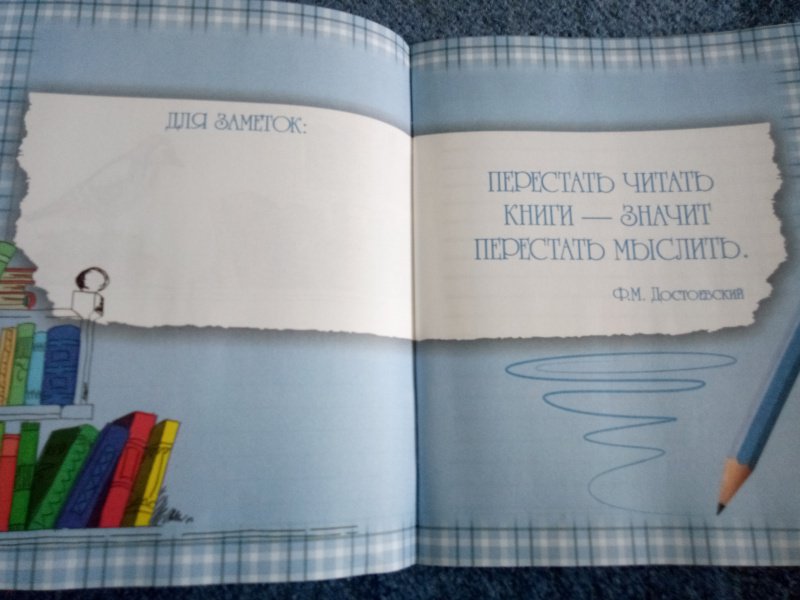 ДЛЯ ЗАМЕТОК:
ПЕРЕСТАТЬ ЧИТАТЬ
КНИГИ — ЗНАЧИТ
ПЕРЕСТАТЬ МЫСЛИТЬ.
Ф.М. Достоевский